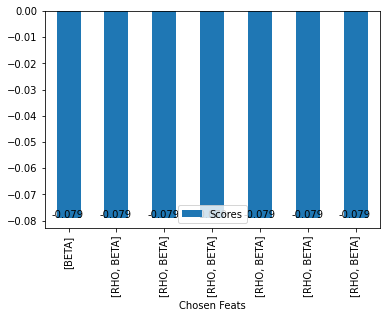 0.00
−0.01
−0.02
−0.03
−0.04
−0.05
−0.06
−0.07
−0.08
-0.079
-0.079
-0.079
-0.079
-0.079
-0.079
Scores
[BETA]
[RHO, BETA]
[RHO, BETA]
[RHO, BETA]
[RHO, BETA]
[RHO, BETA]
[RHO, BETA]
Chosen Feats